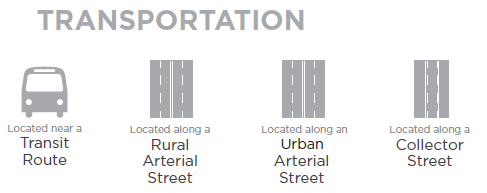 TRANSPORTATION
Located near a
Transit
Route
Located along a
Rural
Arterial
Street
Located along an
Urban
Arterial
Street
Located along a
Collector
Street